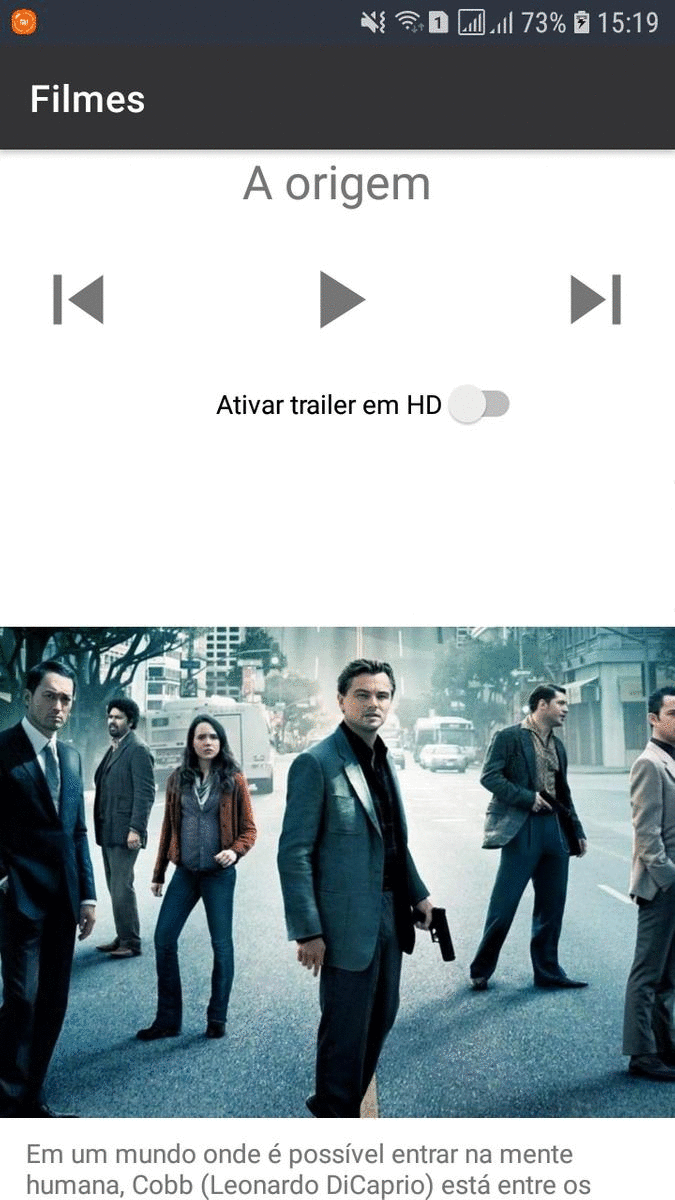 1 73% 15:19
Filmes
A origem
Ativar trailer em HD
Em um mundo onde é possível entrar na mente
humana, Cobb (Leonardo DiCaprio) está entre os